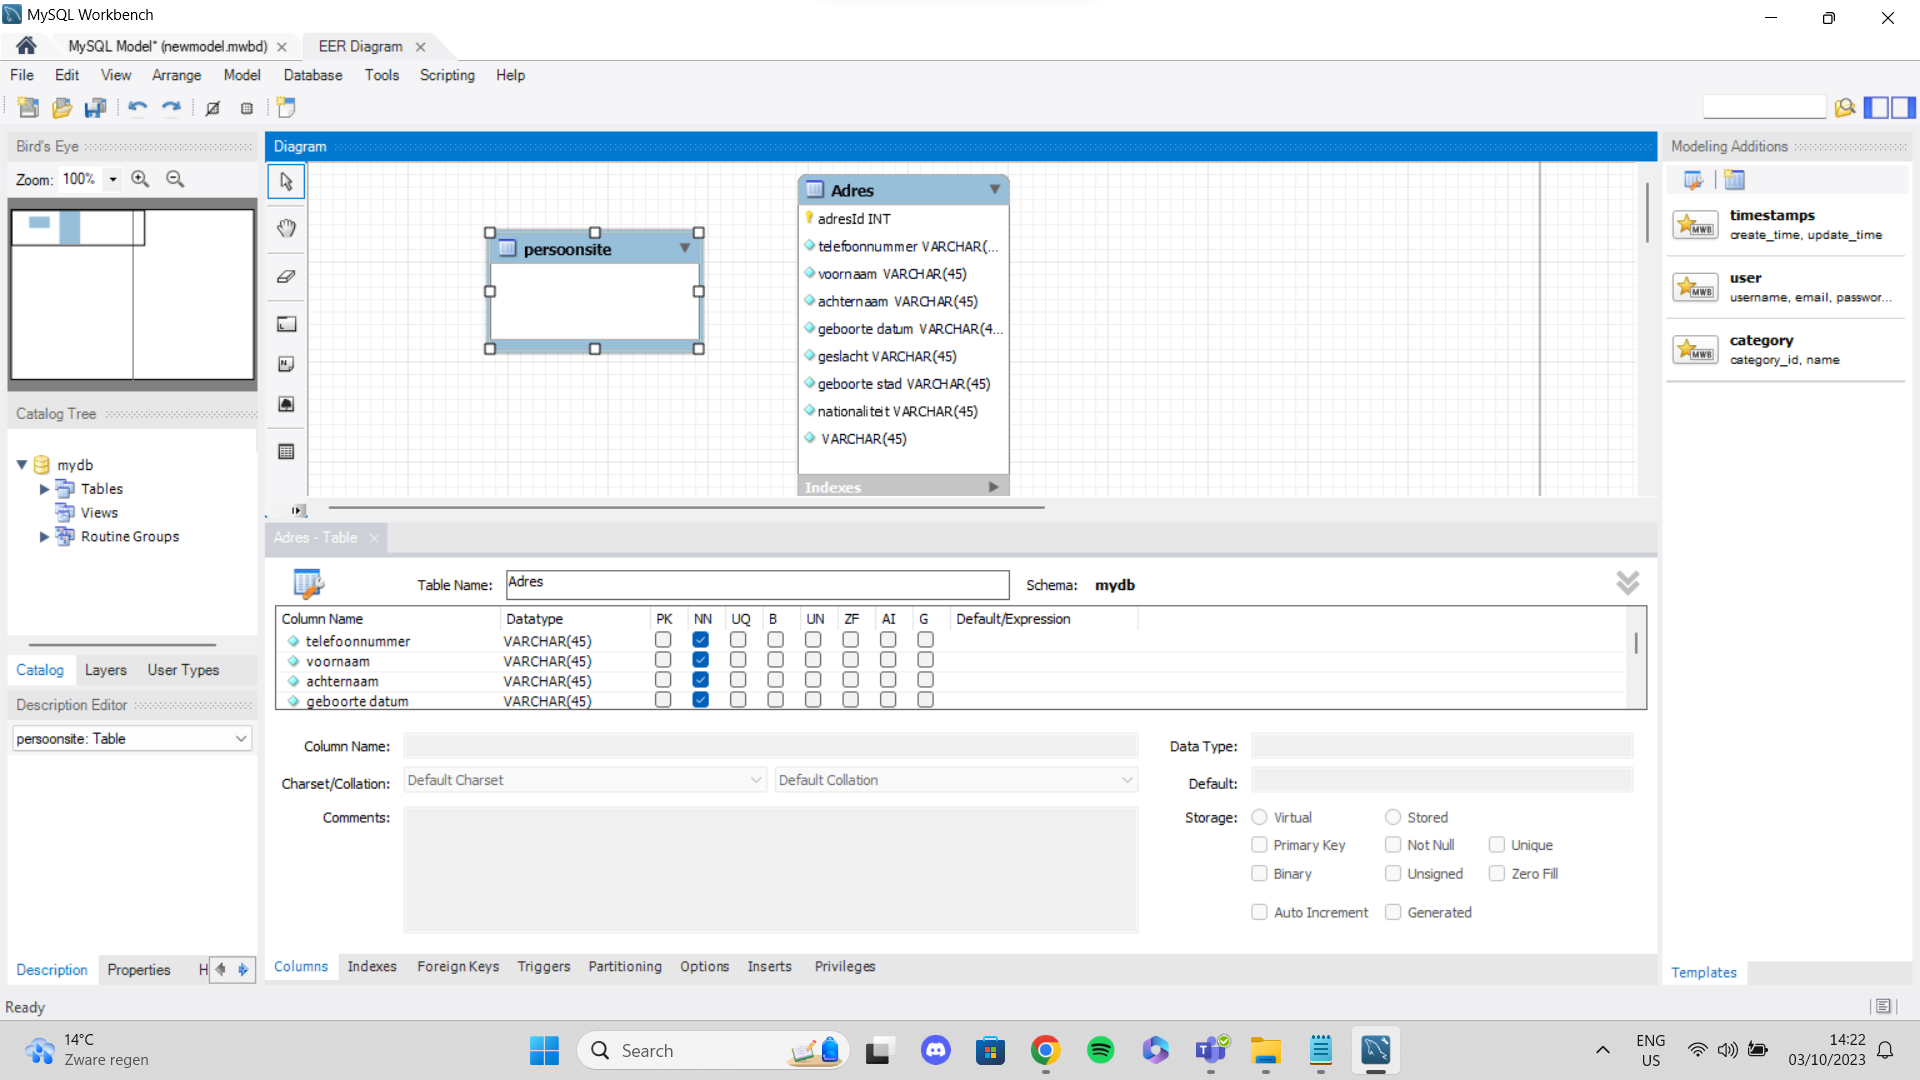 MySQL Workbench
MySQL Model* (newmodel.mwbd)
EER Diagram
File Edit View Arrange Model Database Tools Scripting Help
Bird's Eye
Zoom: 100%
Catalog Tree
mydb
Tables
Views
Routine Groups
Catalog Layers User Types
Description Editor
persoonsite: Table
Description Properties H
Diagram
persoonsite
Adres
adresId INT
telefoonnummer VARCHAR(...
voornaam VARCHAR(45)
achternaam VARCHAR(45)
geboorte datum VARCHAR(4...
geslacht VARCHAR(45)
geboorte stad VARCHAR(45)
nationaliteit VARCHAR(45)
VARCHAR(45)
Indexes
Adres - Table
Table Name: Adres Schema: mydb
Column Name Datatype PK NN UQ B UN ZF AI G Default/Expression
telefoonnummer VARCHAR(45)
voornaam VARCHAR(45)
achternaam VARCHAR(45)
geboorte datum VARCHAR(45)
Column Name: Data Type:
Charset/Collation: Default Charset Default Collation Default:
Comments: Storage: Virtual Stored
Primary Key Not Null Unique
Binary Unsigned Zero Fill
Auto Increment Generated
Columns Indexes Foreign Keys Triggers Partitioning Options Inserts Privileges
Modeling Additions
timestamps
create_time, update_time
user
username, email, passwor...
category
category_id, name
Templates
Ready
14°C
Zware regen
Search
ENG
US
14:22
03/10/2023